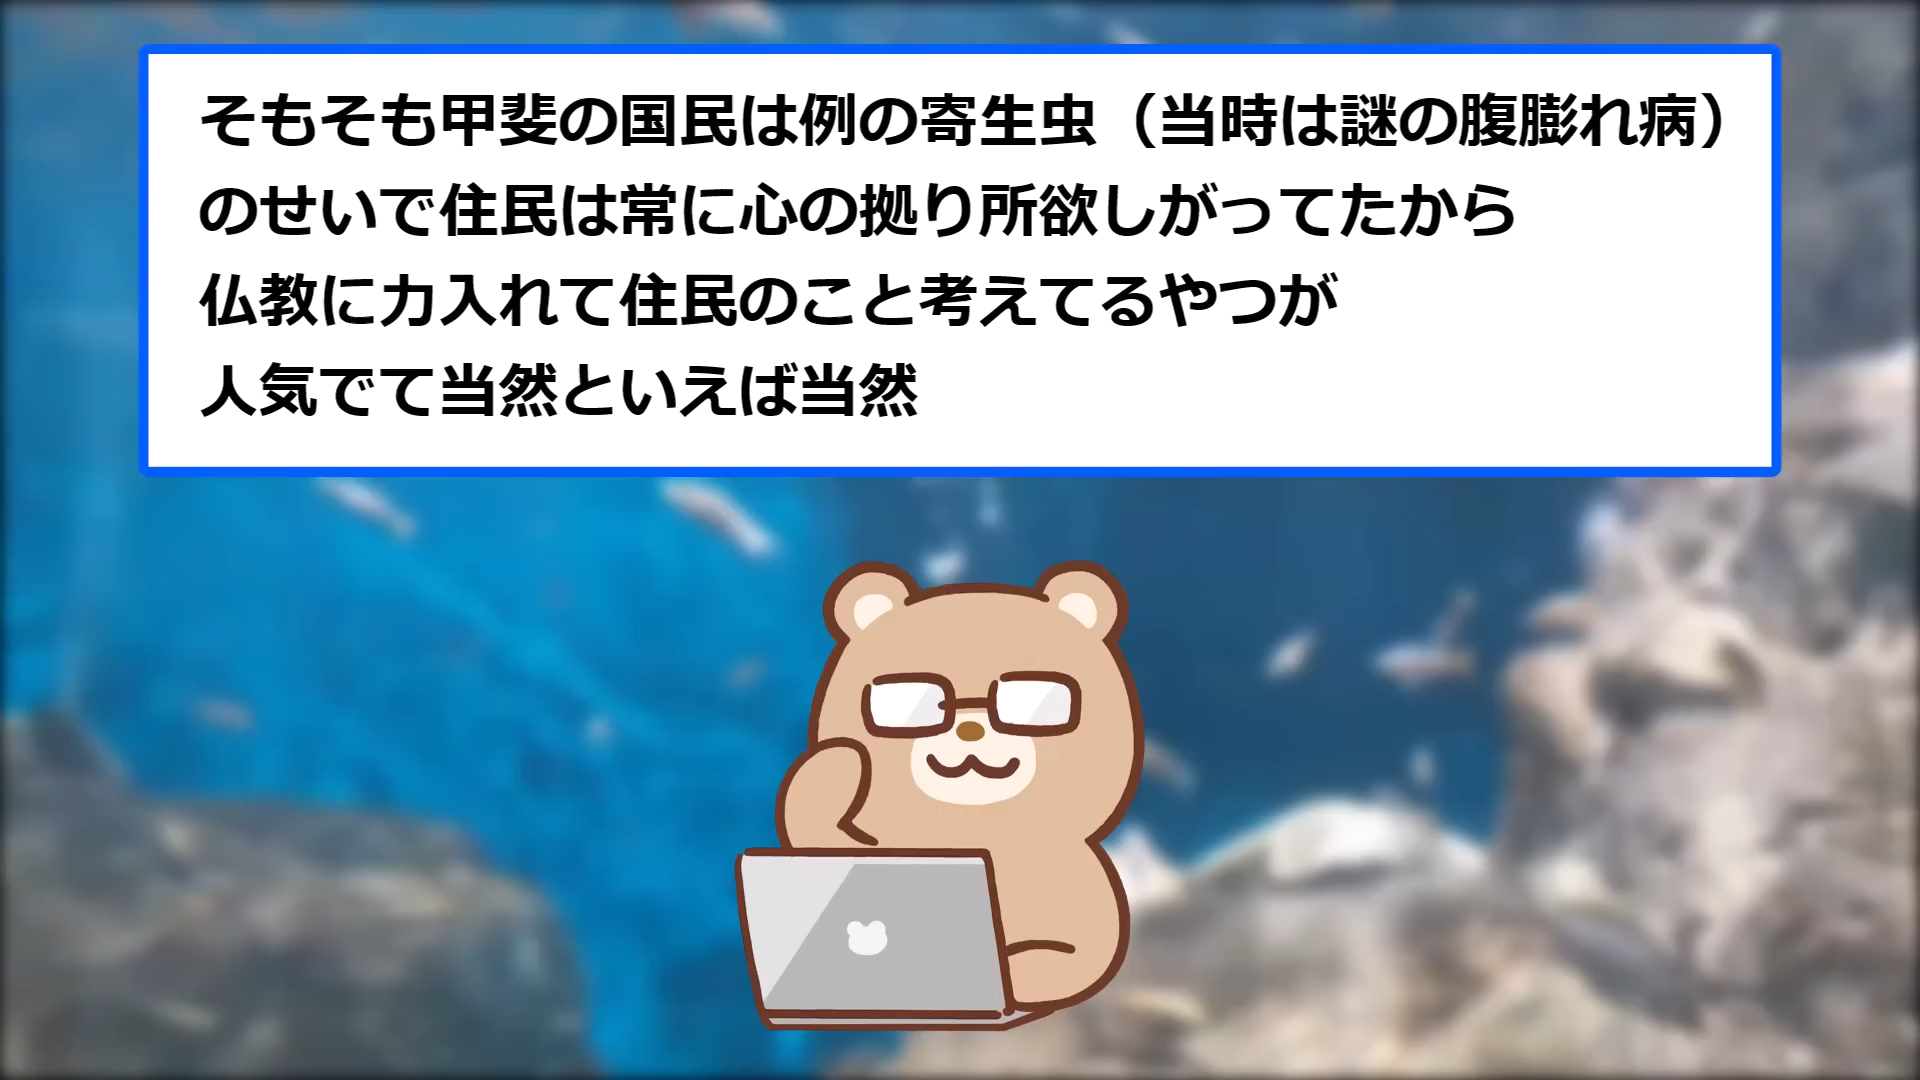 そもそも甲斐の国民は例の寄生虫（当時は謎の腹膨れ病）
のせいで住民は常に心の拠り所欲しがってたから
仏教に力入れて住民のこと考えてるやつが
人気でて当然といえば当然